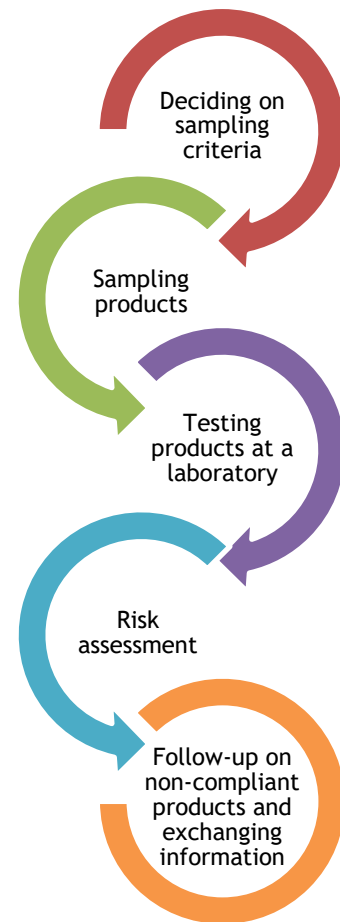 Deciding on
sampling
criteria
Sampling
products
Testing
products at a
laboratory
Risk
assessment
Follow-up on
non-compliant
products and
exchanging
information